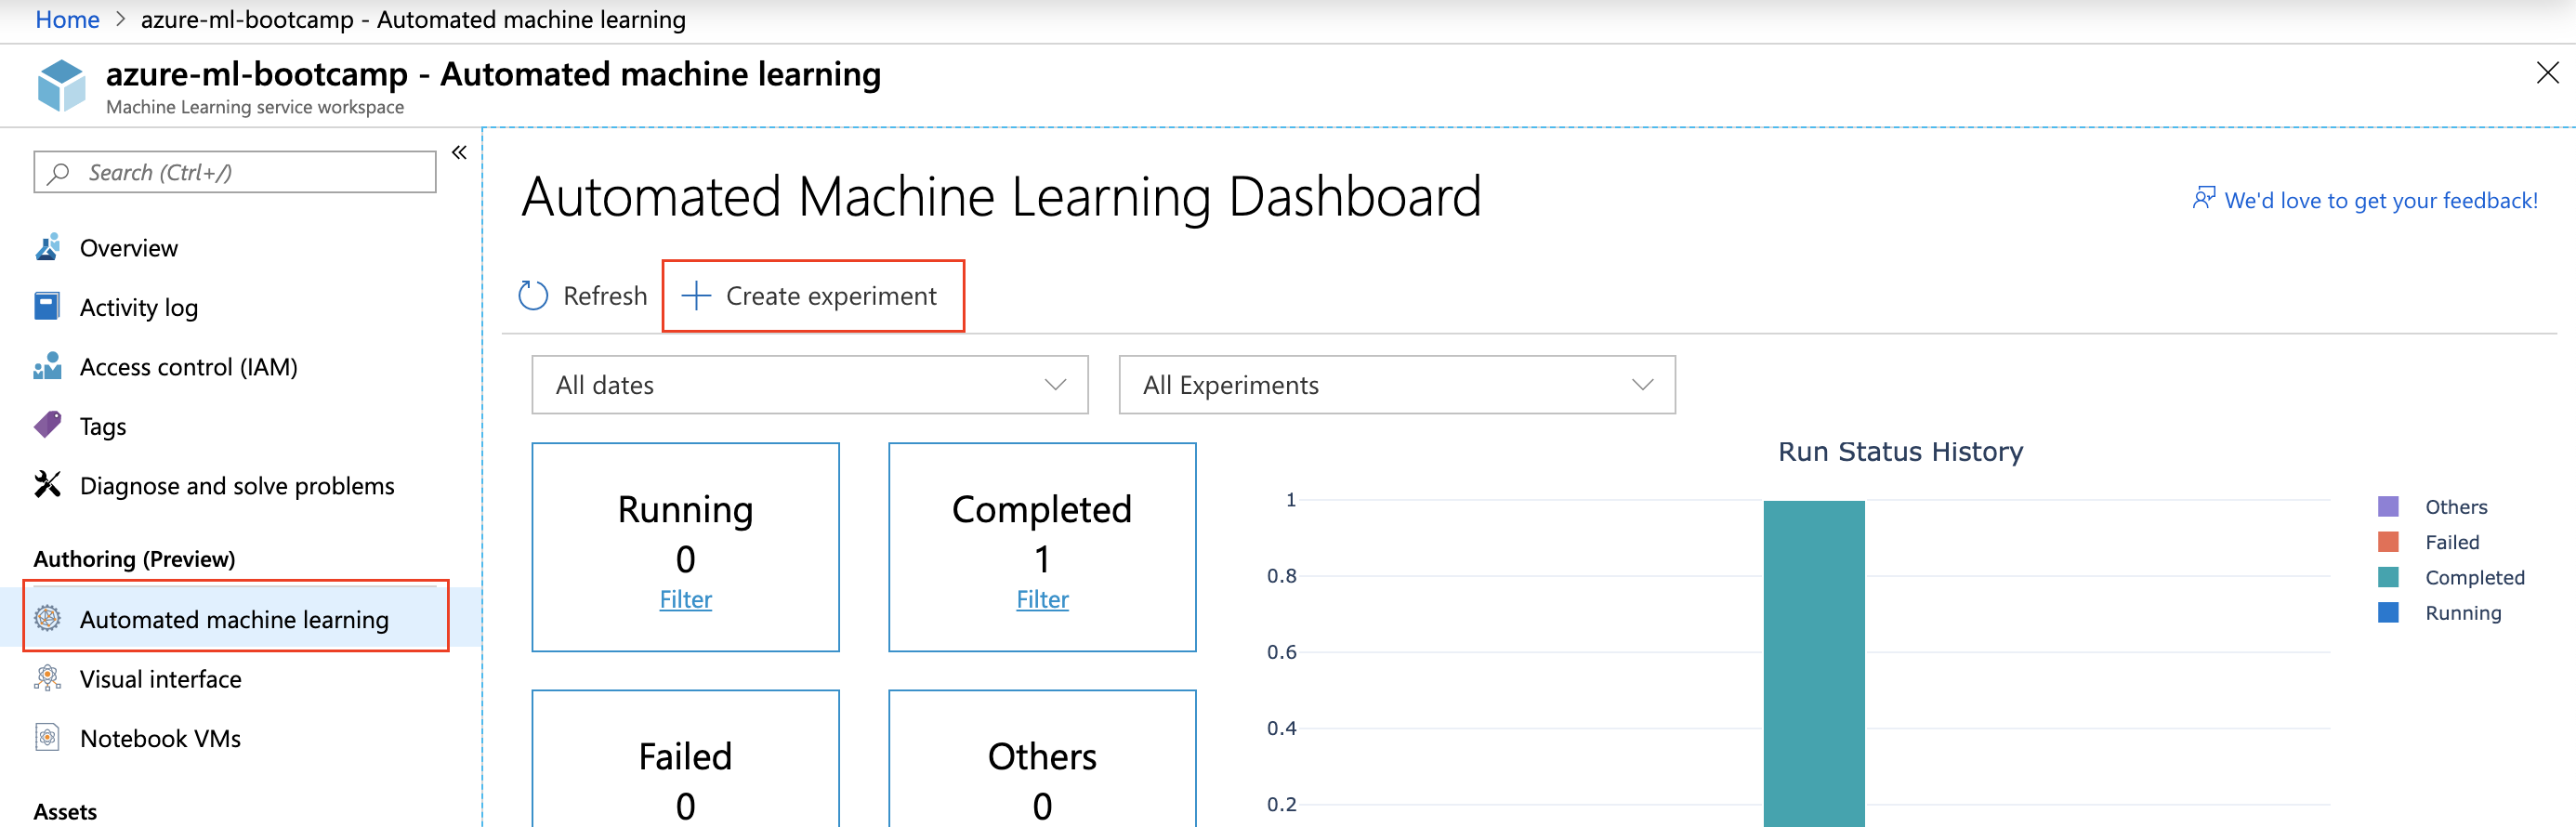 Home > azure-ml-bootcamp - Automated machine learning
azure-ml-bootcamp - Automated machine learning
Machine Learning service workspace
Search (Ctrl+/)
Overview
Activity log
Access control (IAM)
Tags
Diagnose and solve problems
Authoring (Preview)
Automated machine learning
Visual interface
Notebook VMs
Assets
Automated Machine Learning Dashboard
We'd love to get your feedback!
Refresh
Create experiment
All dates
All Experiments
Running
0
Filter
Completed
1
Filter
Failed
0
Others
0
Run Status History
1
0.8
0.6
0.4
0.2
Others
Failed
Completed
Running